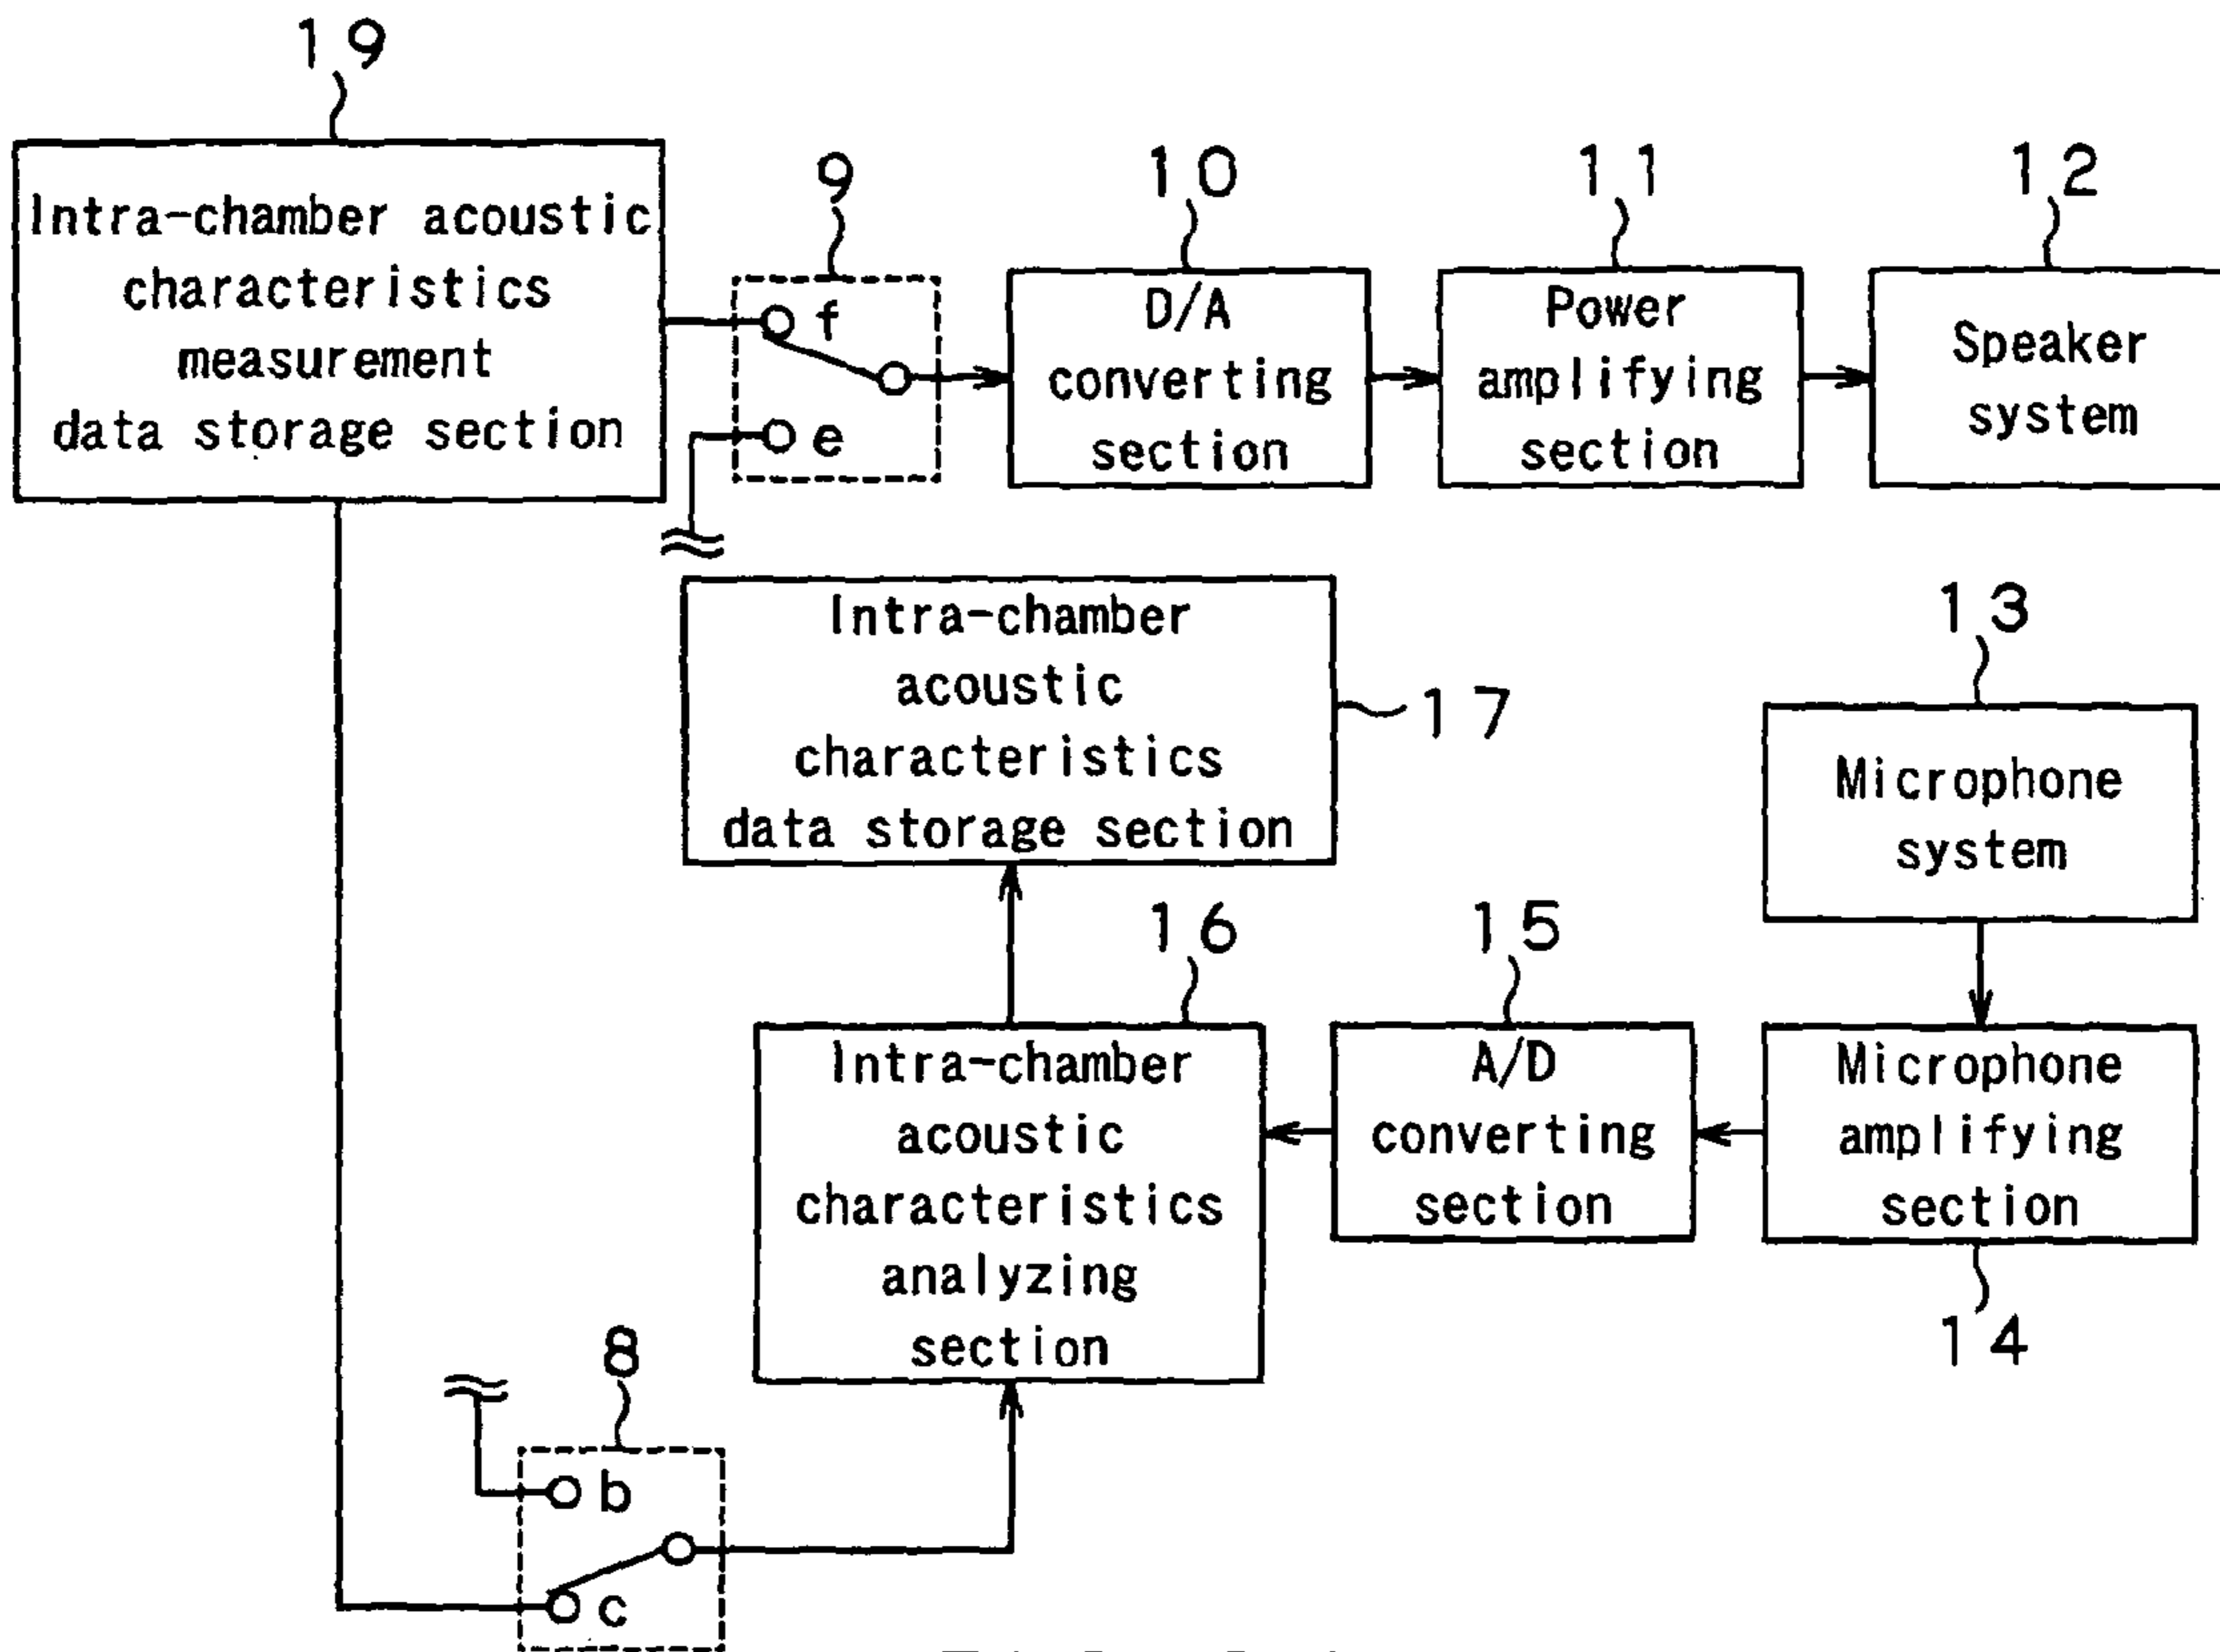 19
Intra-chamber acoustic
characteristics
measurement
data storage section
9
f
e
10
D/A
converting
section
11
Power
amplifying
section
12
Speaker
system
Intra-chamber
acoustic
characteristics
data storage section
17
13
Microphone
system
16
Intra-chamber
acoustic
characteristics
analyzing
section
15
A/D
converting
section
Microphone
amplifying
section
14
8
b
c